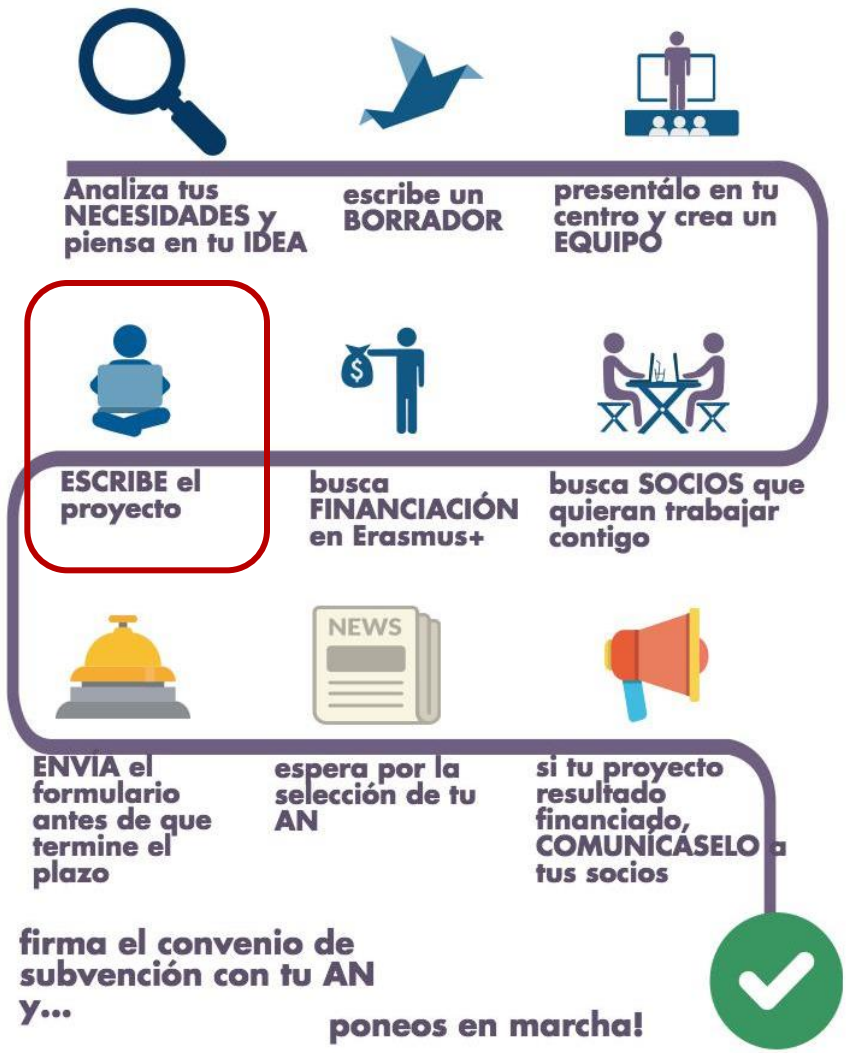 Analiza tus
NECESIDADES y
piensa en tu IDEA
escribe un
BORRADOR
presentálo en tu
centro y crea un
EQUIPO
$
ESCRIBE el
proyecto
busca
FINANCIACIÓN
en Erasmus+
busca SOCIOS que
quieran trabajar
contigo
NEWS
ENVÍA el
formulario
antes de que
termine el
plazo
espera por la
selección de tu
AN
si tu proyecto
resultado
financiado,
COMUNÍCÁSELO a
tus socios
firma el convenio de
subvención con tu AN
y...
poneos en marcha!